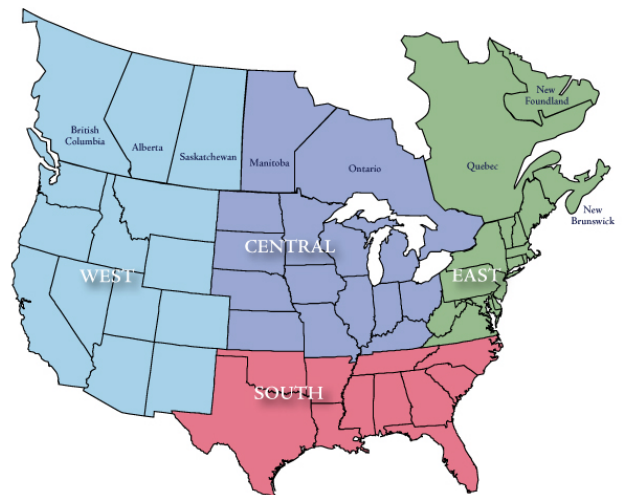 New
Foundland
British
Columbia
Alberta
Saskatchewan
Manitoba
Ontario
Quebec
New
Brunswick
CENTRAL
WEST
EAST
SOUTH